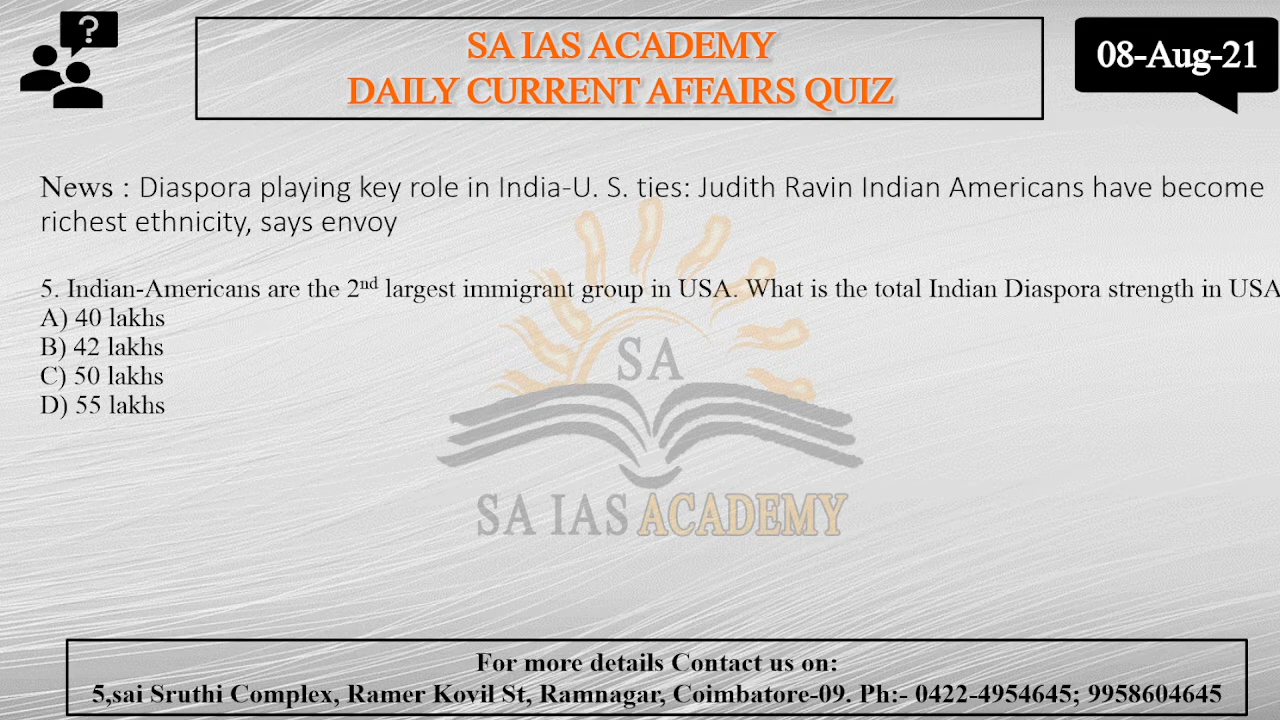 ?
SA IAS ACADEMY
DAILY CURRENT AFFAIRS QUIZ
08-Aug-21
News : Diaspora playing key role in India-U. S. ties: Judith Ravin Indian Americans have become
richest ethnicity, says envoy
5. Indian-Americans are the 2nd largest immigrant group in USA. What is the total Indian Diaspora strength in USA
A) 40 lakhs
B) 42 lakhs
C) 50 lakhs
D) 55 lakhs
SA
SA IAS ACADEMY
For more details Contact us on:
5,sai Sruthi Complex, Ramer Kovil St, Ramnagar, Coimbatore-09. Ph:- 0422-4954645; 9958604645